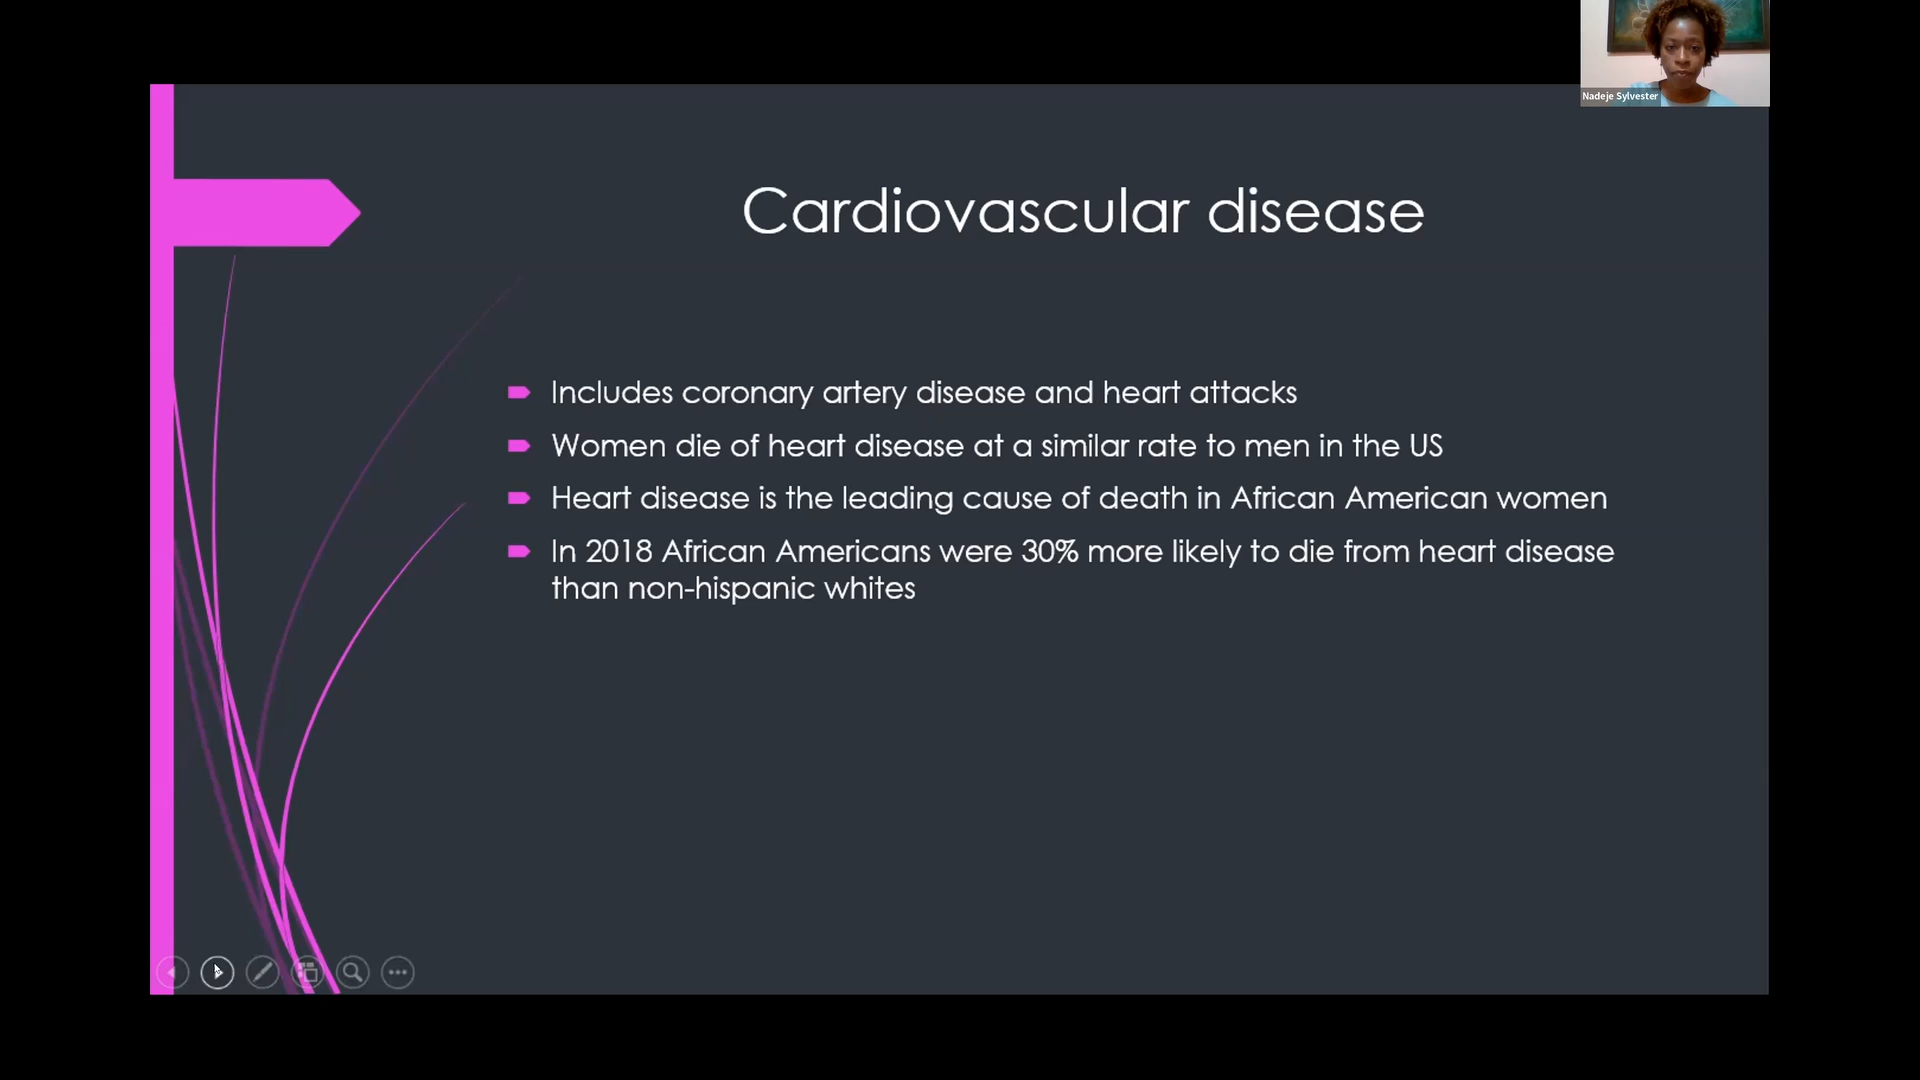 Nadeje Sylvester
Cardiovascular disease
Includes coronary artery disease and heart attacks
Women die of heart disease at a similar rate to men in the US
Heart disease is the leading cause of death in African American women
In 2018 African Americans were 30% more likely to die from heart disease
than non-hispanic whites